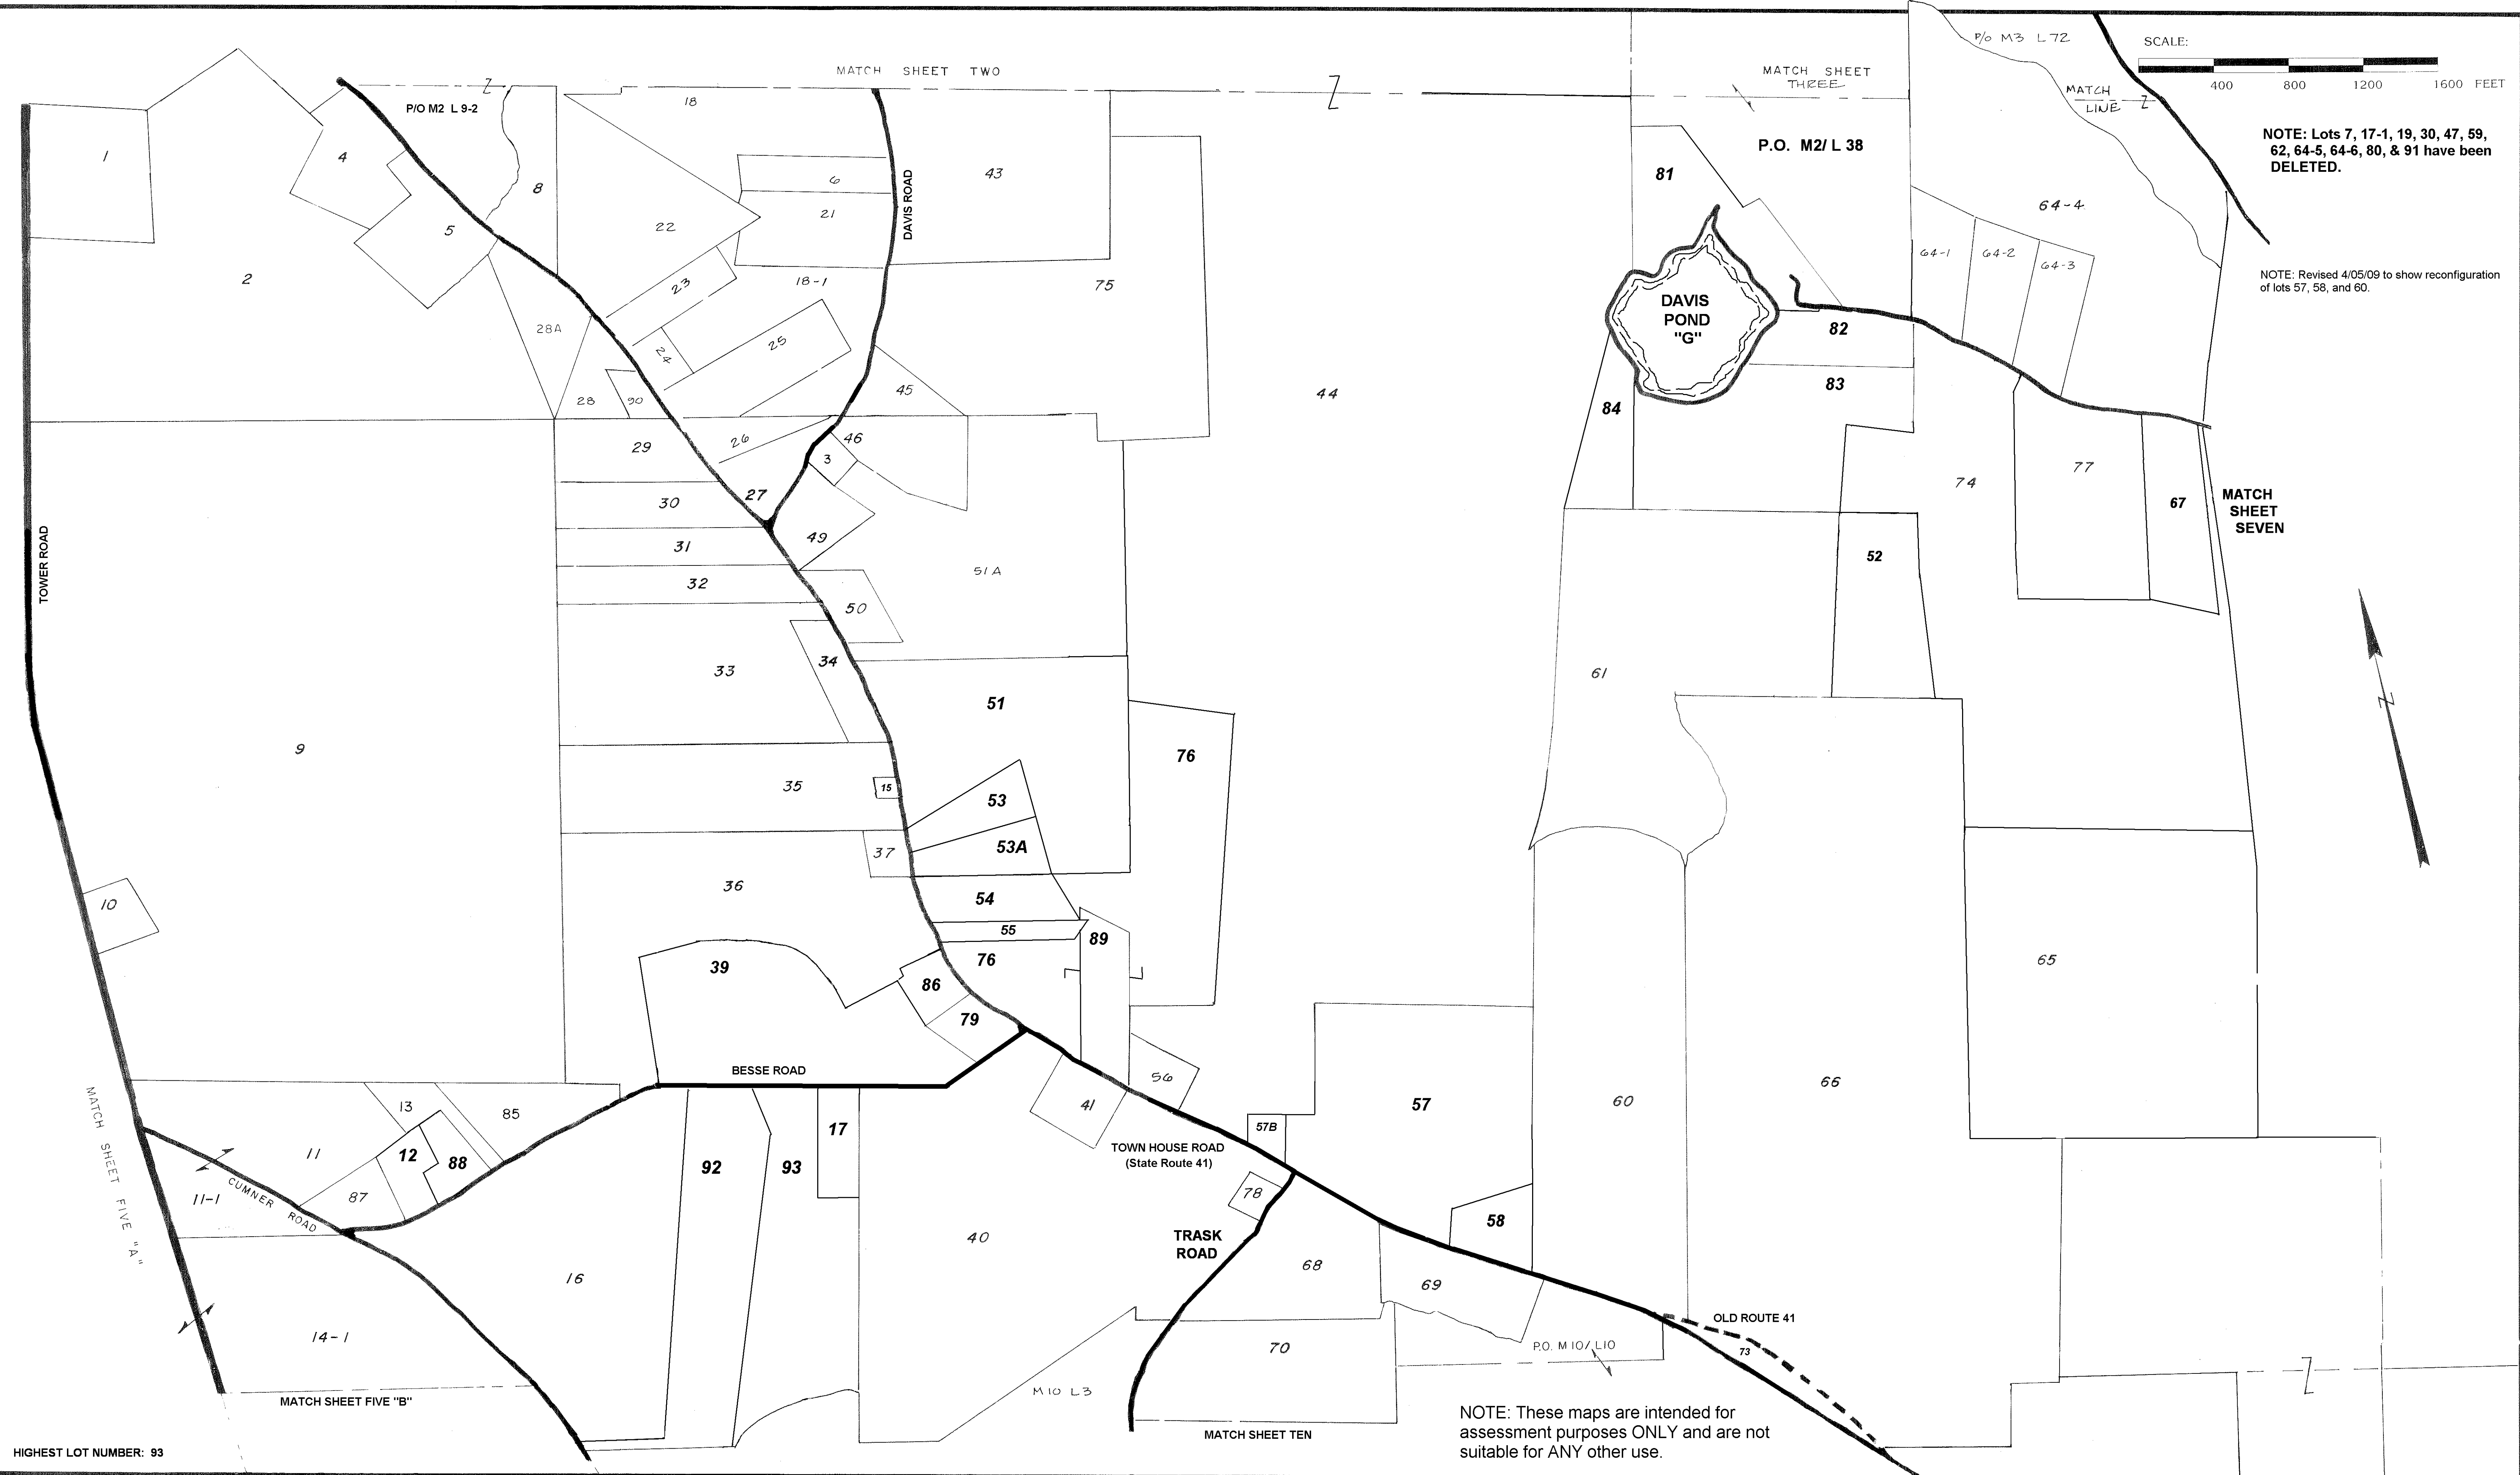 MATCH SHEET TWO
MATCH SHEET
THREE
P/O M3 L 72
MATCH
LINE
SCALE:
400 800 1200 1600 FEET
NOTE: Lots 7, 17-1, 19, 30, 47, 59,
62, 64-5, 64-6, 80, & 91 have been
DELETED.
NOTE: Revised 4/05/09 to show reconfiguration
of lots 57, 58, and 60.
P/O M2 L 9-2
P.O. M2/ L 38
1
2
4
5
8
18
6
21
22
23
18-1
24
25
28A
28
90
DAVIS ROAD
43
75
45
44
81
DAVIS
POND
"G"
82
83
84
64-1
64-2
64-3
64-4
TOWER ROAD
9
29
26
46
3
27
30
31
32
49
50
51A
33
34
51
35
15
53
53A
37
36
54
55
76
89
76
39
86
79
10
61
52
74
77
67
MATCH
SHEET
SEVEN
Z
65
66
60
57
57B
58
56
41
BESSE ROAD
TOWN HOUSE ROAD
(State Route 41)
78
TRASK
ROAD
13
85
11
12
88
87
11-1
CUMNER
ROAD
MATCH SHEET FIVE "A"
92
93
17
40
16
14-1
68
69
70
M10 L3
P.O. M10/ L10
OLD ROUTE 41
73
MATCH SHEET FIVE "B"
MATCH SHEET TEN
NOTE: These maps are intended for
assessment purposes ONLY and are not
suitable for ANY other use.
HIGHEST LOT NUMBER: 93